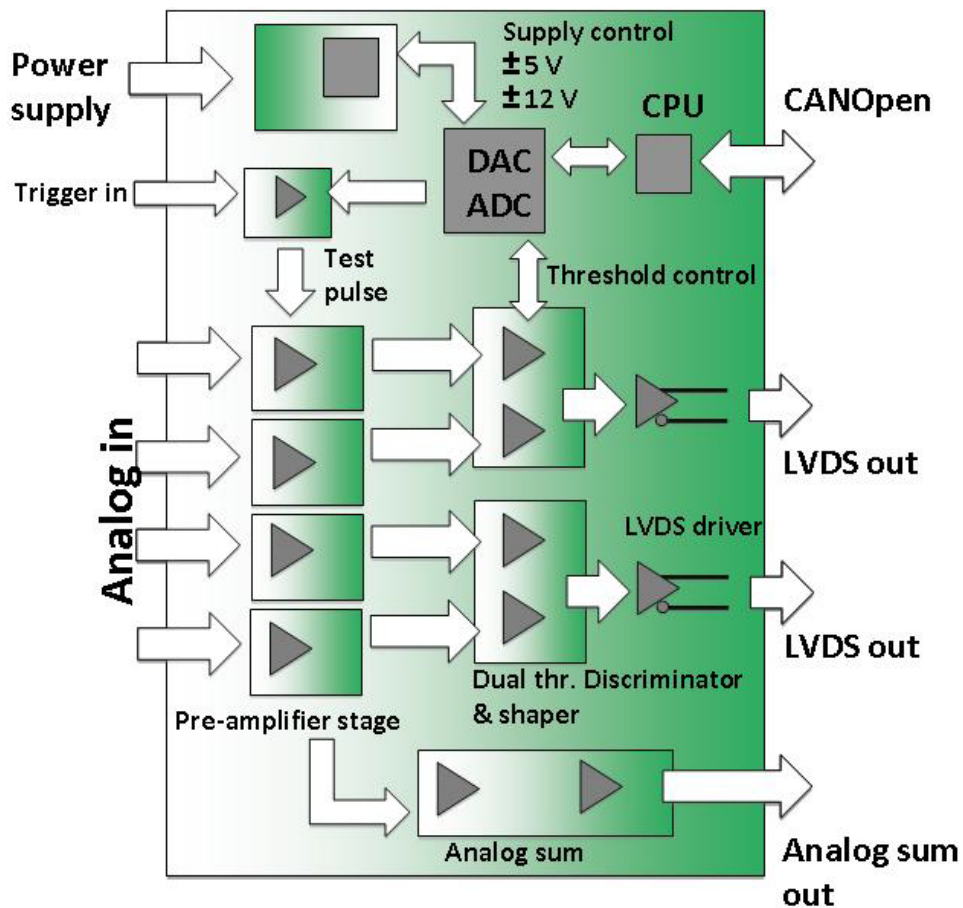 Power
supply
Supply control
±5 V
±12 V
CPU
CANOpen
DAC
ADC
Trigger in
Test
pulse
Threshold control
Analog in
LVDS out
LVDS driver
LVDS out
Dual thr. Discriminator
& shaper
Pre-amplifier stage
Analog sum
Analog sum
out